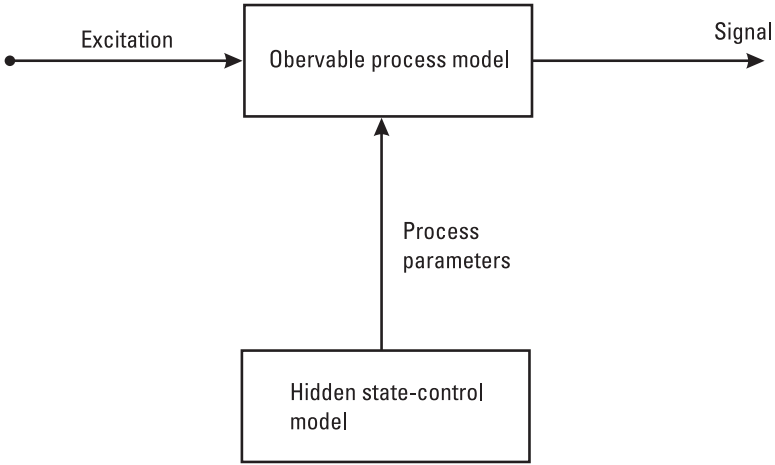 Excitation
Obervable process model
Signal
Process
parameters
Hidden state-control
model